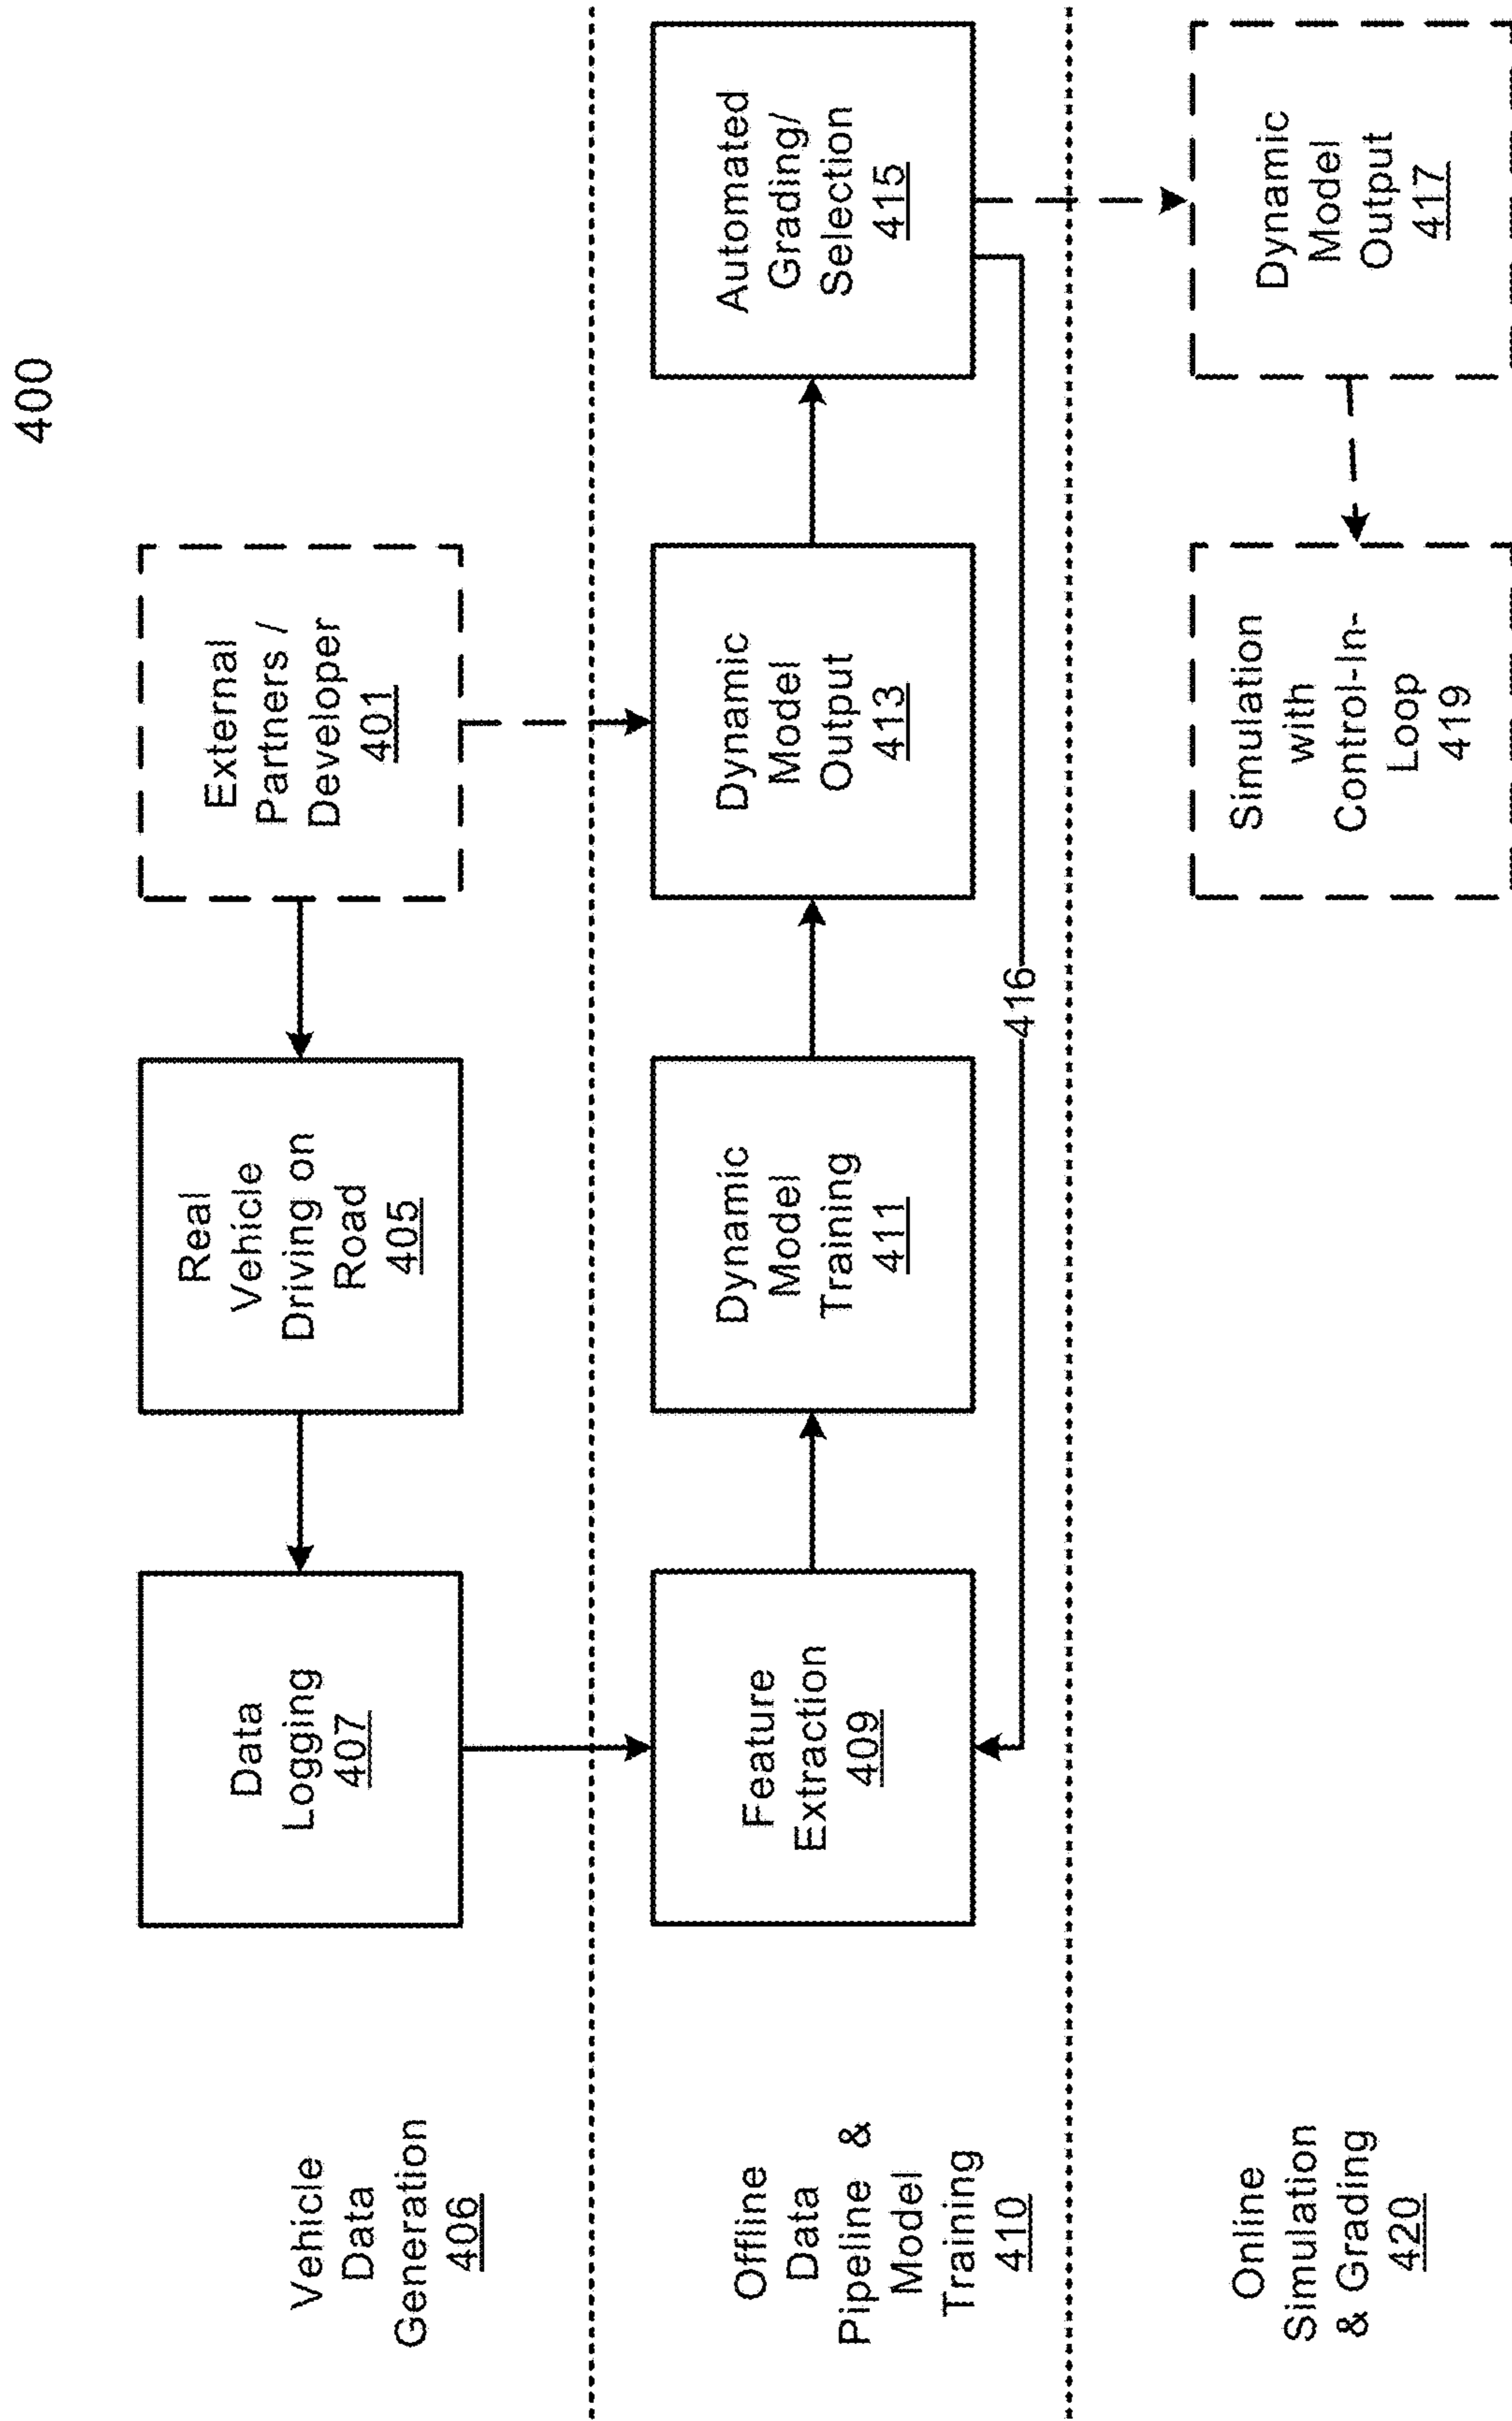 400
Vehicle
Data
Generation
406
Data
Logging
407
Real
Vehicle
Driving on
Road
405
External
Partners /
Developer
401
Offline
Data
Pipeline &
Model
Training
410
Feature
Extraction
409
Dynamic
Model
Training
411
Dynamic
Model
Output
413
Automated
Grading/
Selection
415
416
Online
Simulation
& Grading
420
Simulation
with
Control-In-
Loop
419
Dynamic
Model
Output
417